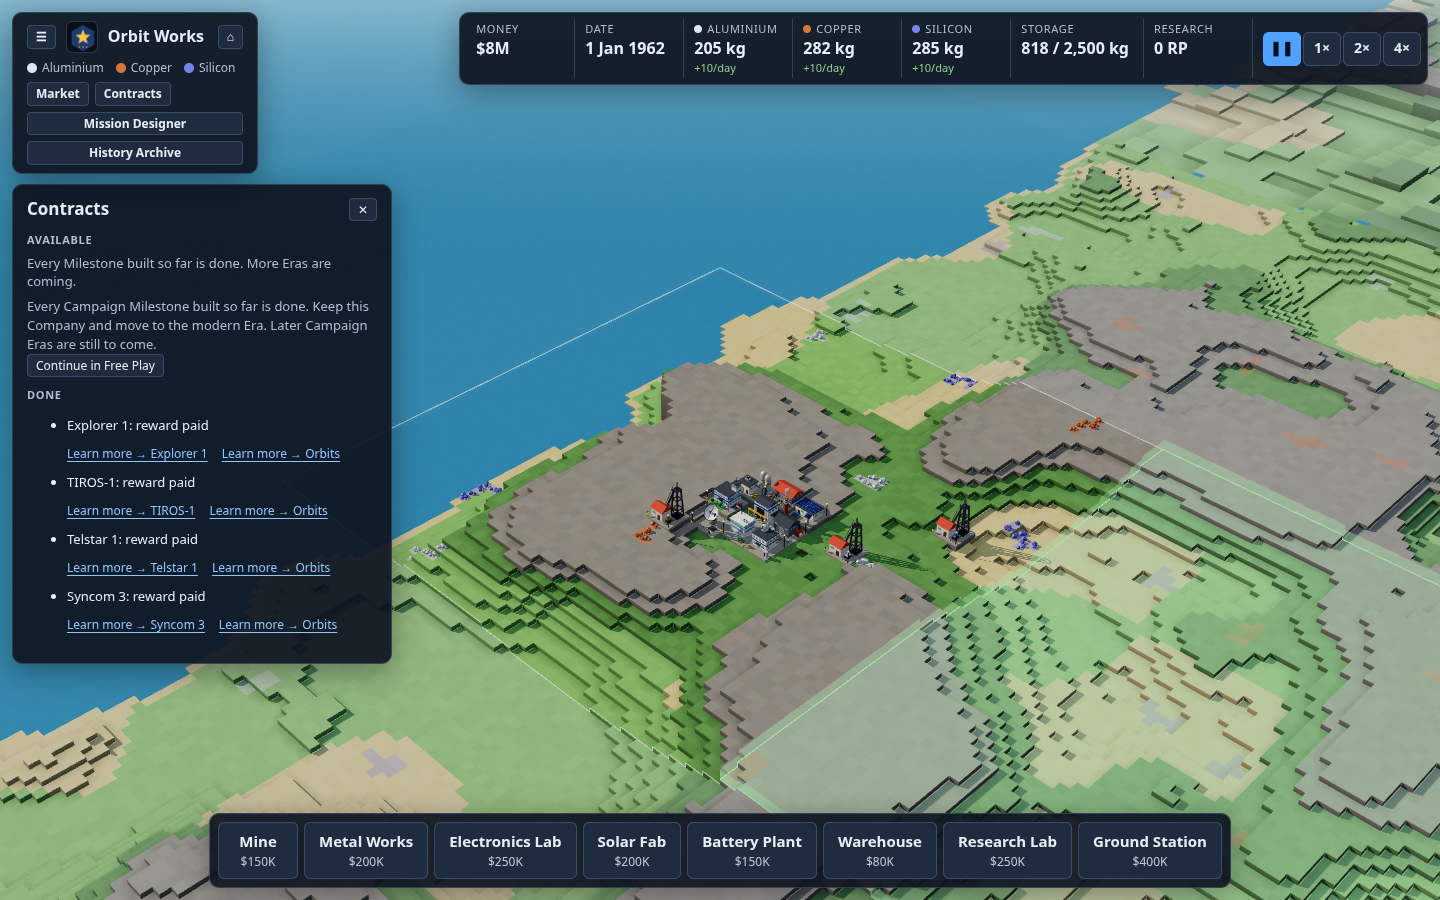 ☰ Orbit Works ⌂
Aluminium Copper Silicon
Market Contracts
Mission Designer
History Archive
MONEY
$8M
DATE
1 Jan 1962
ALUMINIUM
205 kg
+10/day
COPPER
282 kg
+10/day
SILICON
285 kg
+10/day
STORAGE
818 / 2,500 kg
RESEARCH
0 RP
❚❚ 1× 2× 4×
Contracts ✕
AVAILABLE
Every Milestone built so far is done. More Eras are
coming.
Every Campaign Milestone built so far is done. Keep this
Company and move to the modern Era. Later Campaign
Eras are still to come.
Continue in Free Play
DONE
• Explorer 1: reward paid
Learn more → Explorer 1 Learn more → Orbits
• TIROS-1: reward paid
Learn more → TIROS-1 Learn more → Orbits
• Telstar 1: reward paid
Learn more → Telstar 1 Learn more → Orbits
• Syncom 3: reward paid
Learn more → Syncom 3 Learn more → Orbits
Mine
$150K
Metal Works
$200K
Electronics Lab
$250K
Solar Fab
$200K
Battery Plant
$150K
Warehouse
$80K
Research Lab
$250K
Ground Station
$400K